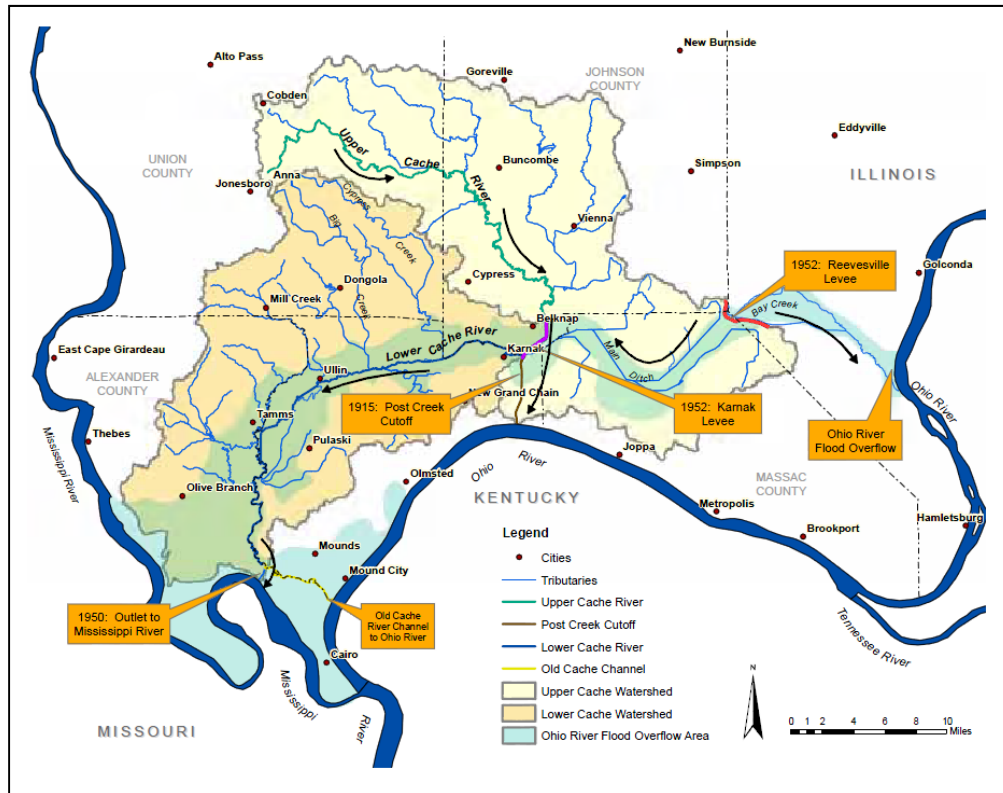 New Burnside
Alto Pass
Goreville
JOHNSON
COUNTY
Cobden
Eddyville
Upper
Cache
River
UNION
COUNTY
Buncombe
Simpson
ILLINOIS
Anna
Jonesboro
Cypress
Creek
Big
Creek
Vienna
1952: Reevesville
Levee
Golconda
Dongola
Cypress
Mill Creek
Bay Creek
Belknap
Lower
Cache River
Karnak
Main
Ditch
East Cape Girardeau
Ullin
ALEXANDER
COUNTY
New Grand Chain
1915: Post Creek
Cutoff
1952: Karnak
Levee
Ohio River
Tamms
Thebes
Pulaski
Joppa
Ohio River
Flood Overflow
Mississippi River
Olmsted
Ohio
River
MASSAC
COUNTY
Olive Branch
KENTUCKY
Metropolis
Hamletsburg
Brookport
Legend
Cities
Tributaries
Upper Cache River
Post Creek Cutoff
Lower Cache River
Old Cache Channel
Upper Cache Watershed
Lower Cache Watershed
Ohio River Flood Overflow Area
Mounds
Mound City
1950: Outlet to
Mississippi River
Old Cache
River Channel
to Ohio River
Tennessee River
Cairo
Mississippi
River
MISSOURI
N
0 1 2 4 6 8 10
Miles